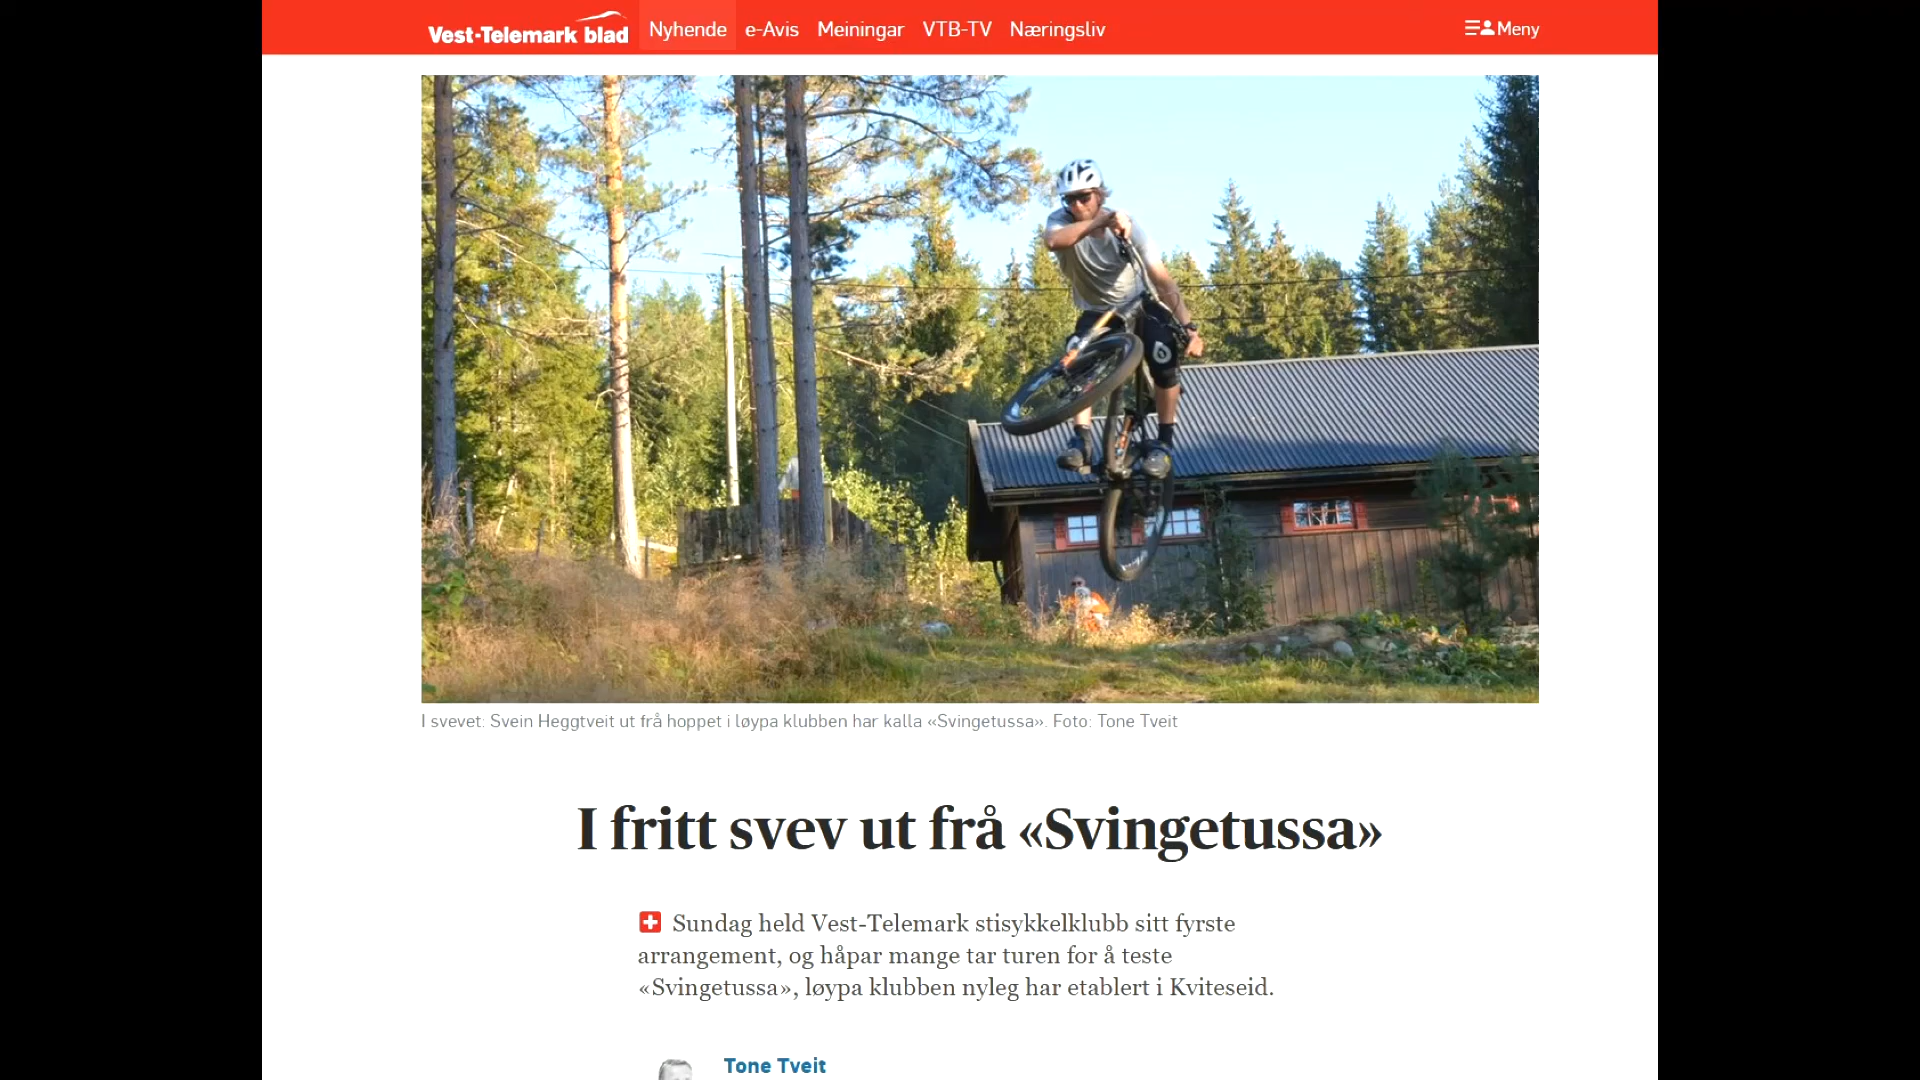 Vest-Telemark blad
Nyhende
e-Avis
Meiningar
VTB-TV
Næringsliv
Meny
I svevet: Svein Heggtveit ut frå hoppet i løypa klubben har kalla «Svingetussa». Foto: Tone Tveit
I fritt svev ut frå «Svingetussa»
Sundag held Vest-Telemark stisykkelklubb sitt fyrste
arrangement, og håpar mange tar turen for å teste
«Svingetussa», løypa klubben nyleg har etablert i Kviteseid.
Tone Tveit